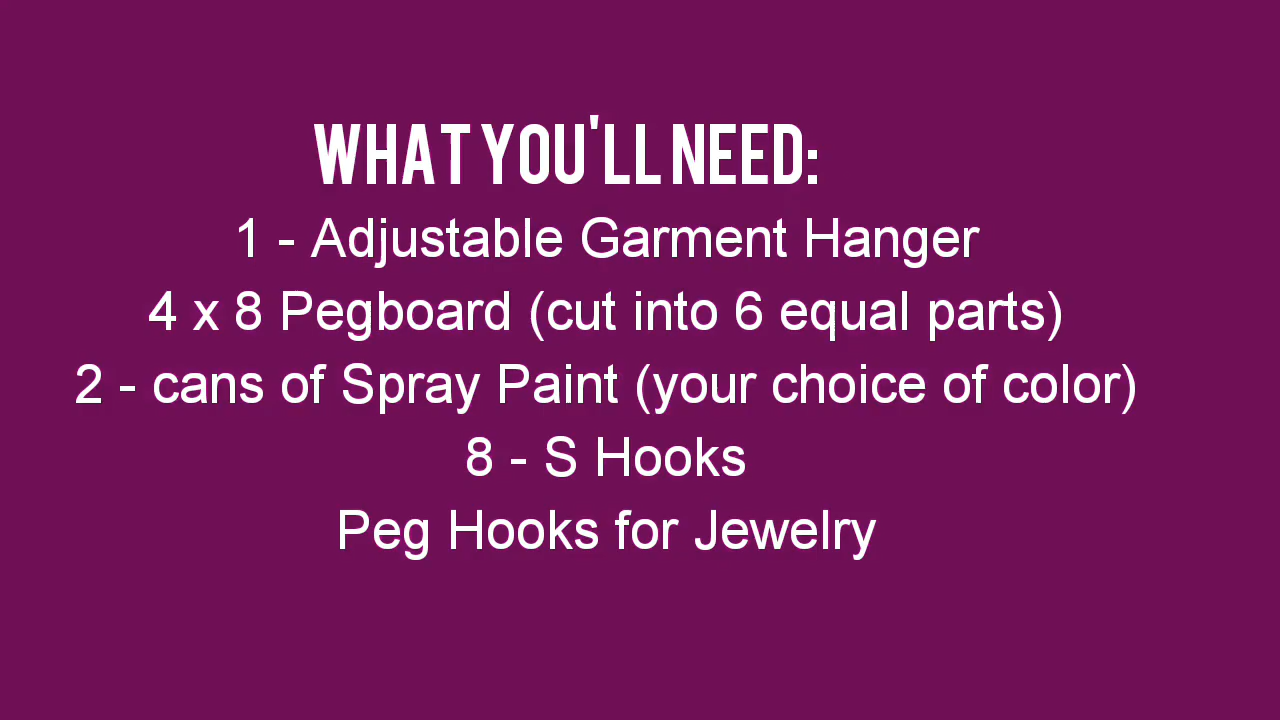 WHAT YOU'LL NEED:
1 - Adjustable Garment Hanger
4 x 8 Pegboard (cut into 6 equal parts)
2 - cans of Spray Paint (your choice of color)
8 - S Hooks
Peg Hooks for Jewelry